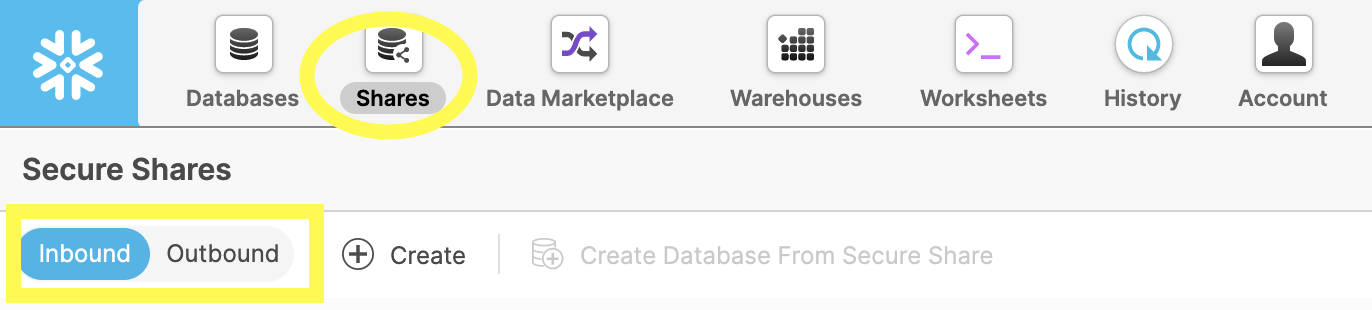 Databases Shares Data Marketplace Warehouses Worksheets History Account
Secure Shares
Inbound Outbound Create Create Database From Secure Share